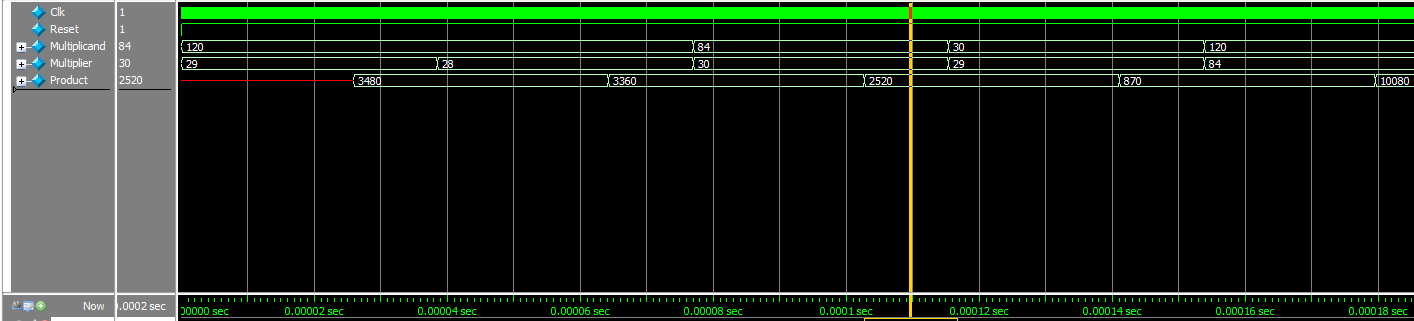 Clk 1
Reset 1
Multiplicand 84 120 84 30 120
Multiplier 30 29 28 30 29 84
Product 2520 3480 3360 2520 870 10080
Now 0.0002 sec 00000 sec 0.00002 sec 0.00004 sec 0.00006 sec 0.00008 sec 0.0001 sec 0.00012 sec 0.00014 sec 0.00016 sec 0.00018 sec